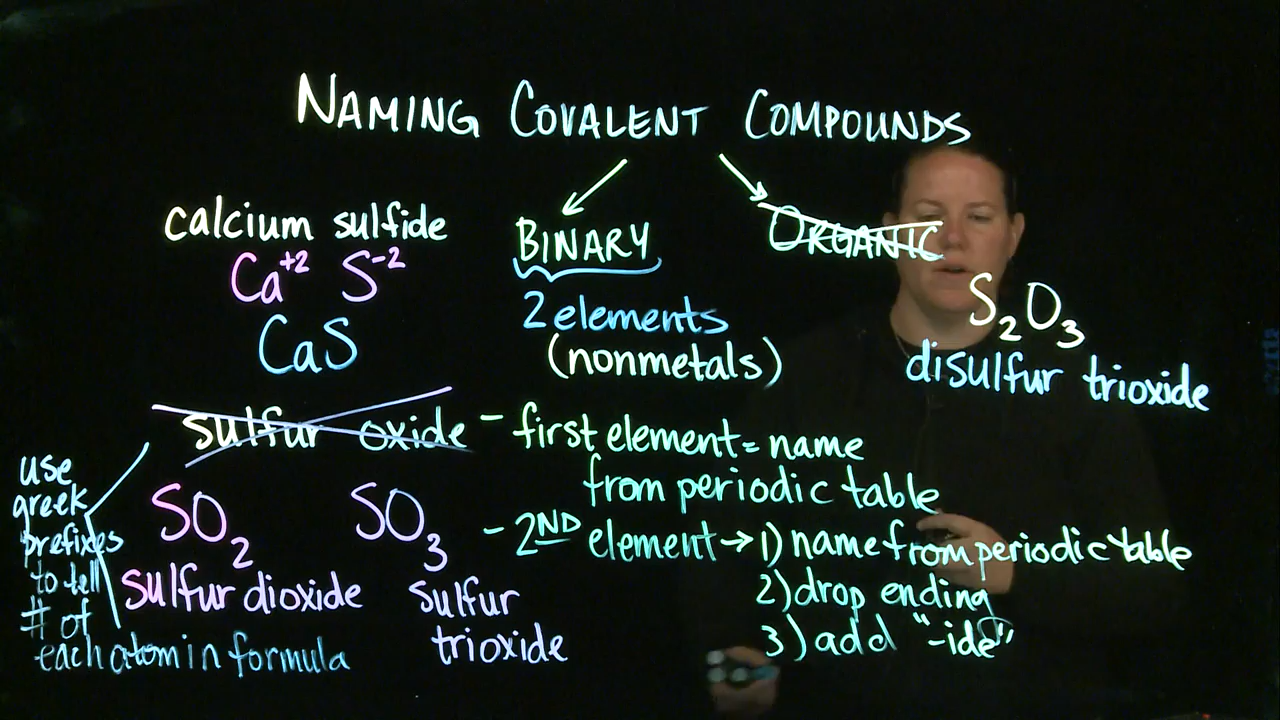 NAMING COVALENT COMPOUNDS
calcium sulfide
Ca⁺² S⁻²
CaS
BINARY
2 elements
(nonmetals)
ORGANIC
S₂O₃
disulfur trioxide
sulfur oxide
use
greek
prefixes
to tell
# of
each atom in formula
SO₂
sulfur dioxide
SO₃
sulfur
trioxide
- first element = name
from periodic table
- 2ND element → 1) name from periodic table
2) drop ending
3) add "-ide"